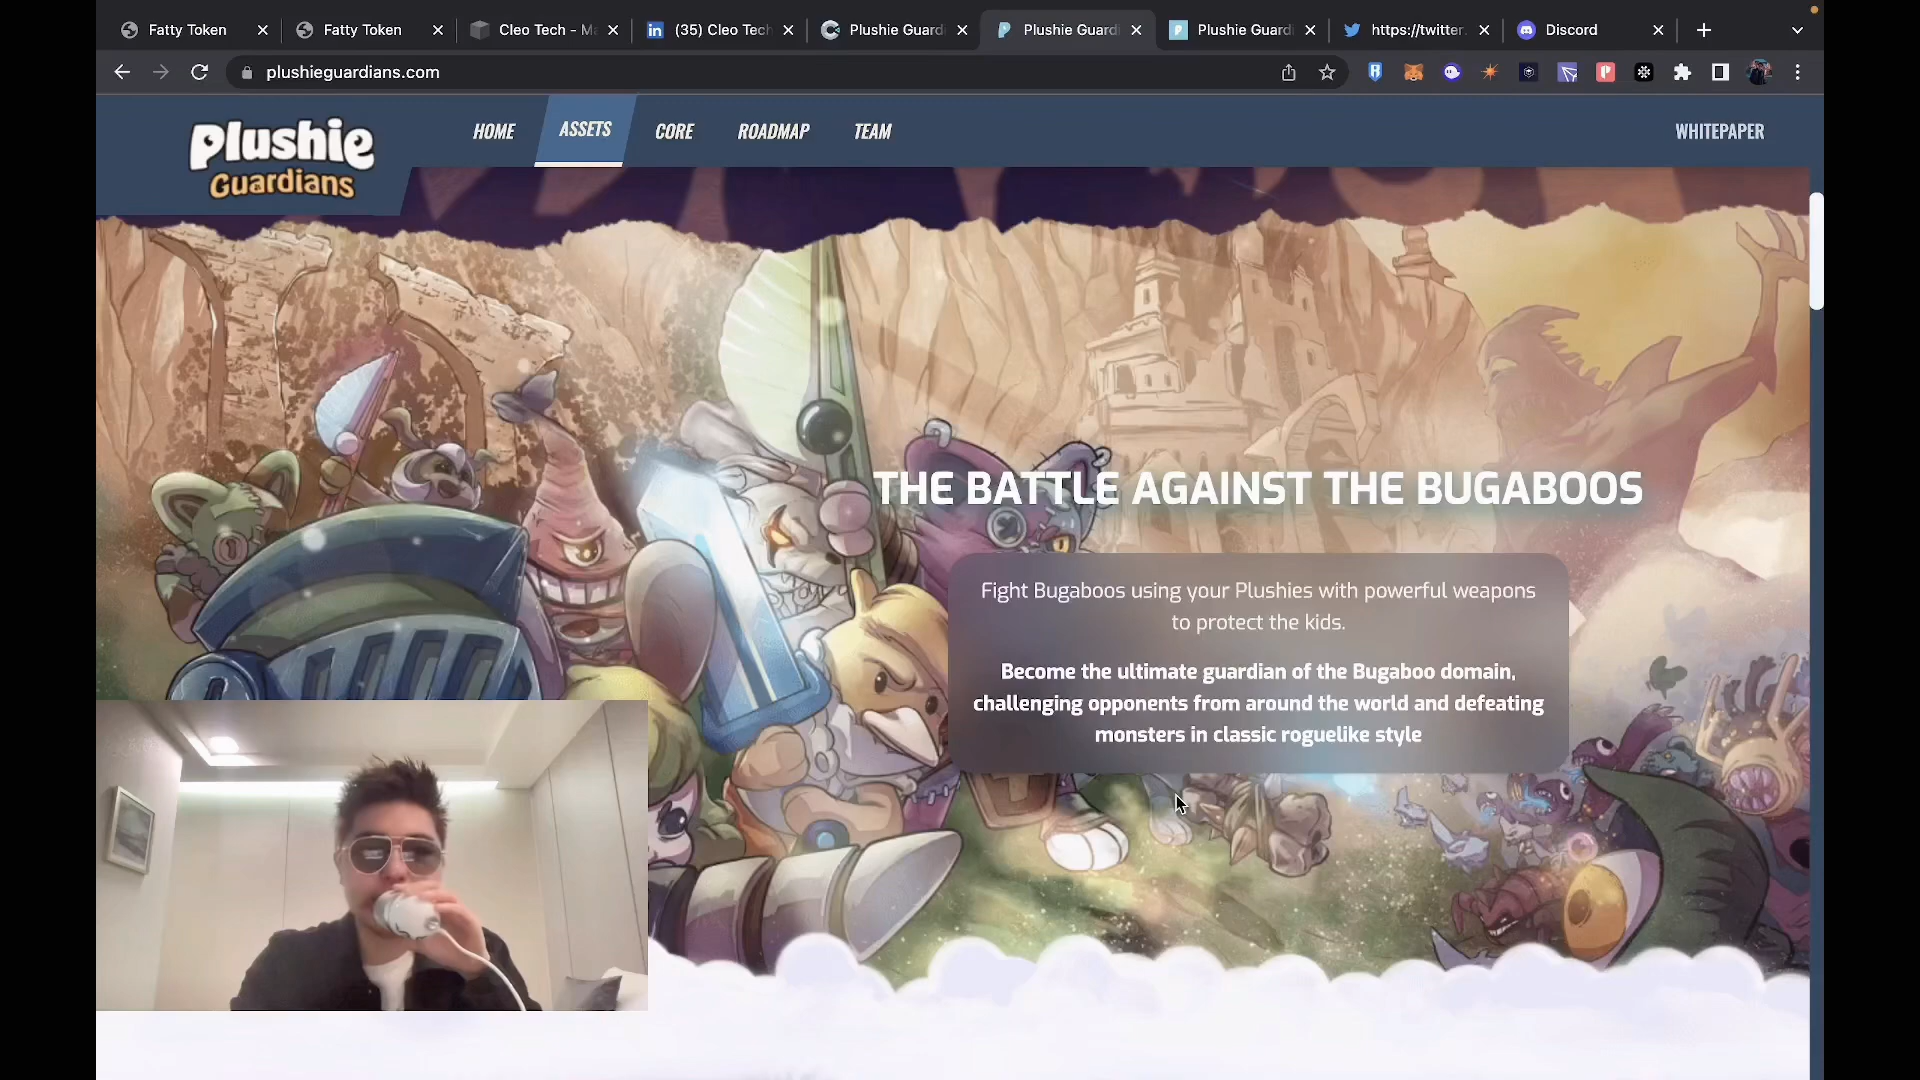 Fatty Token
Fatty Token
Cleo Tech - Ma
(35) Cleo Tech
Plushie Guard
Plushie Guard
Plushie Guard
https://twitter.
Discord
plushieguardians.com
Plushie
Guardians
HOME
ASSETS
CORE
ROADMAP
TEAM
WHITEPAPER
THE BATTLE AGAINST THE BUGABOOS
Fight Bugaboos using your Plushies with powerful weapons
to protect the kids.
Become the ultimate guardian of the Bugaboo domain,
challenging opponents from around the world and defeating
monsters in classic roguelike style